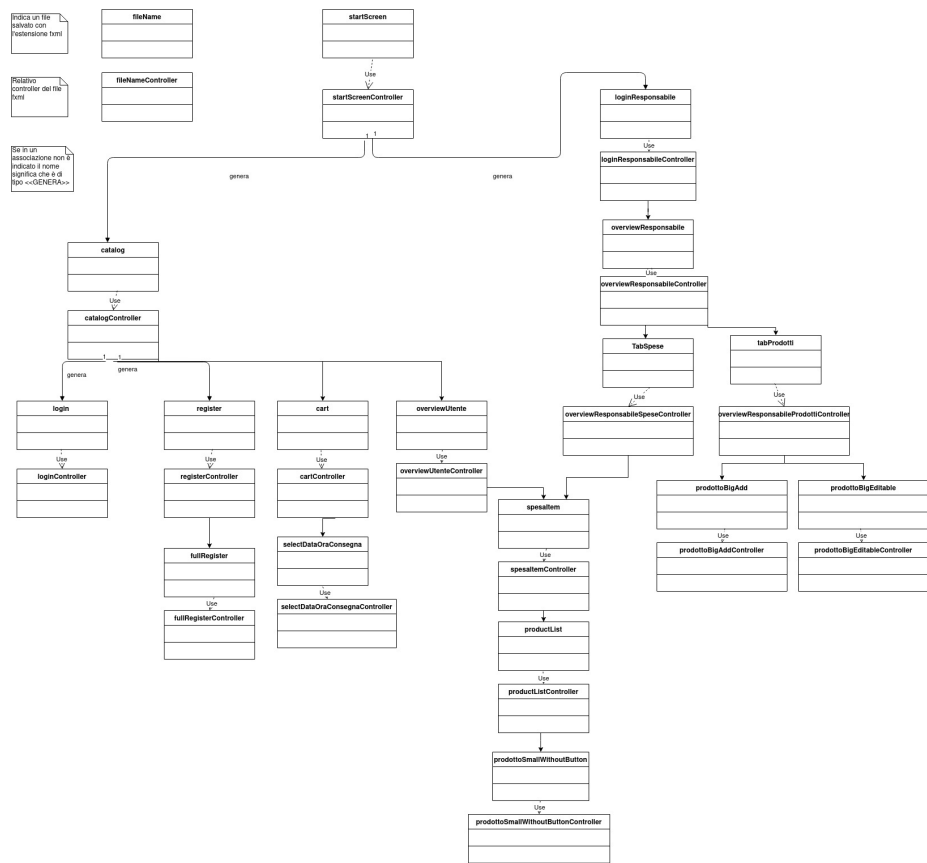 Indica un file
salvato con
l'estensione fxml
fileName
startScreen
Use
Relativo
controller del file
fxml
fileNameController
startScreenController
1 1
loginResponsabile
Use
Se in un
associazione non è
indicato il nome
significa che è di
tipo <<GENERA>>
loginResponsabileController
genera
genera
overviewResponsabile
Use
catalog
Use
overviewResponsabileController
catalogController
1 1
genera
genera
TabSpese
Use
tabProdotti
Use
login
Use
register
Use
cart
Use
overviewUtente
Use
overviewResponsabileSpeseController
overviewResponsabileProdottiController
loginController
registerController
cartController
overviewUtenteController
prodottoBigAdd
Use
prodottoBigEditable
Use
spesaItem
Use
selectDataOraConsegna
Use
fullRegister
Use
prodottoBigAddController
prodottoBigEditableController
spesaItemController
selectDataOraConsegnaController
fullRegisterController
productList
Use
productListController
prodottoSmallWithoutButton
Use
prodottoSmallWithoutButtonController